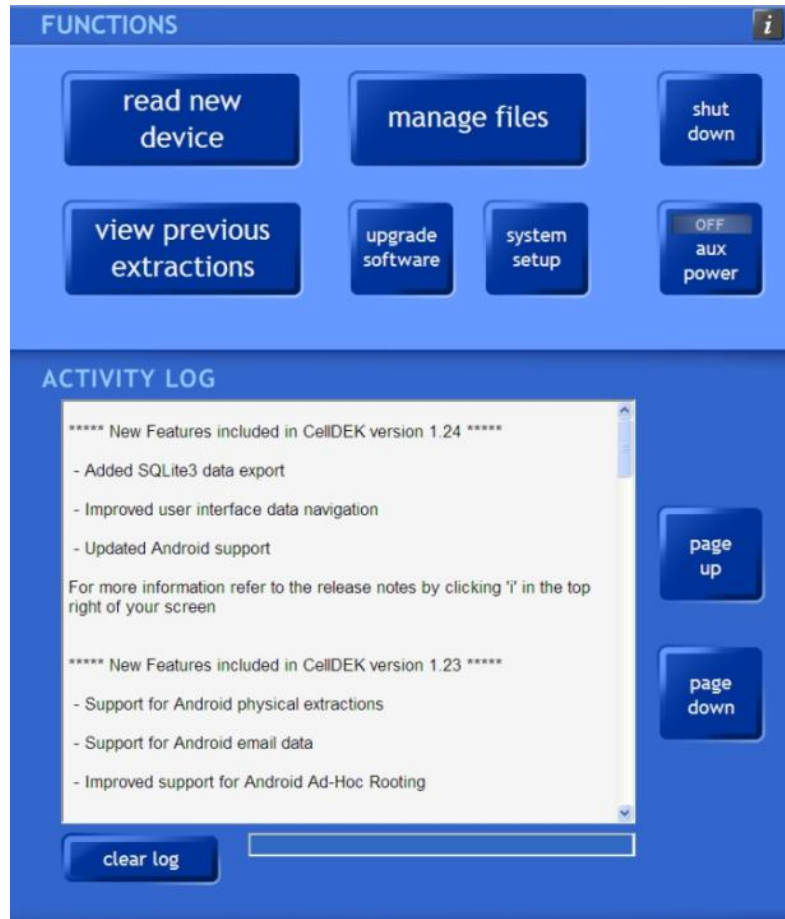 FUNCTIONS
i
read new
device
manage files
shut
down
view previous
extractions
upgrade
software
system
setup
OFF
aux
power
ACTIVITY LOG
***** New Features included in CellDEK version 1.24 *****
- Added SQLite3 data export
- Improved user interface data navigation
- Updated Android support
For more information refer to the release notes by clicking 'i' in the top
right of your screen
***** New Features included in CellDEK version 1.23 *****
- Support for Android physical extractions
- Support for Android email data
- Improved support for Android Ad-Hoc Rooting
page
up
page
down
clear log